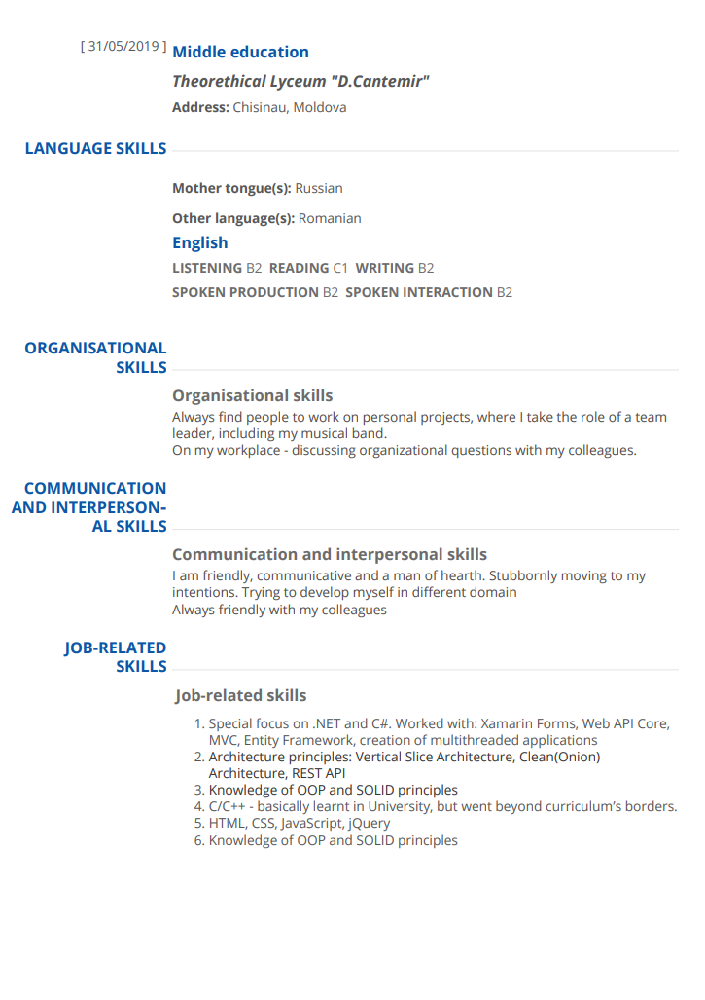 [ 31/05/2019 ] Middle education
Theorethical Lyceum "D.Cantemir"
Address: Chisinau, Moldova
LANGUAGE SKILLS
Mother tongue(s): Russian
Other language(s): Romanian
English
LISTENING B2 READING C1 WRITING B2
SPOKEN PRODUCTION B2 SPOKEN INTERACTION B2
ORGANISATIONAL
SKILLS
Organisational skills
Always find people to work on personal projects, where I take the role of a team
leader, including my musical band.
On my workplace - discussing organizational questions with my colleagues.
COMMUNICATION
AND INTERPERSON-
AL SKILLS
Communication and interpersonal skills
I am friendly, communicative and a man of hearth. Stubbornly moving to my
intentions. Trying to develop myself in different domain
Always friendly with my colleagues
JOB-RELATED
SKILLS
Job-related skills
1. Special focus on .NET and C#. Worked with: Xamarin Forms, Web API Core,
MVC, Entity Framework, creation of multithreaded applications
2. Architecture principles: Vertical Slice Architecture, Clean(Onion)
Architecture, REST API
3. Knowledge of OOP and SOLID principles
4. C/C++ - basically learnt in University, but went beyond curriculum’s borders.
5. HTML, CSS, JavaScript, jQuery
6. Knowledge of OOP and SOLID principles